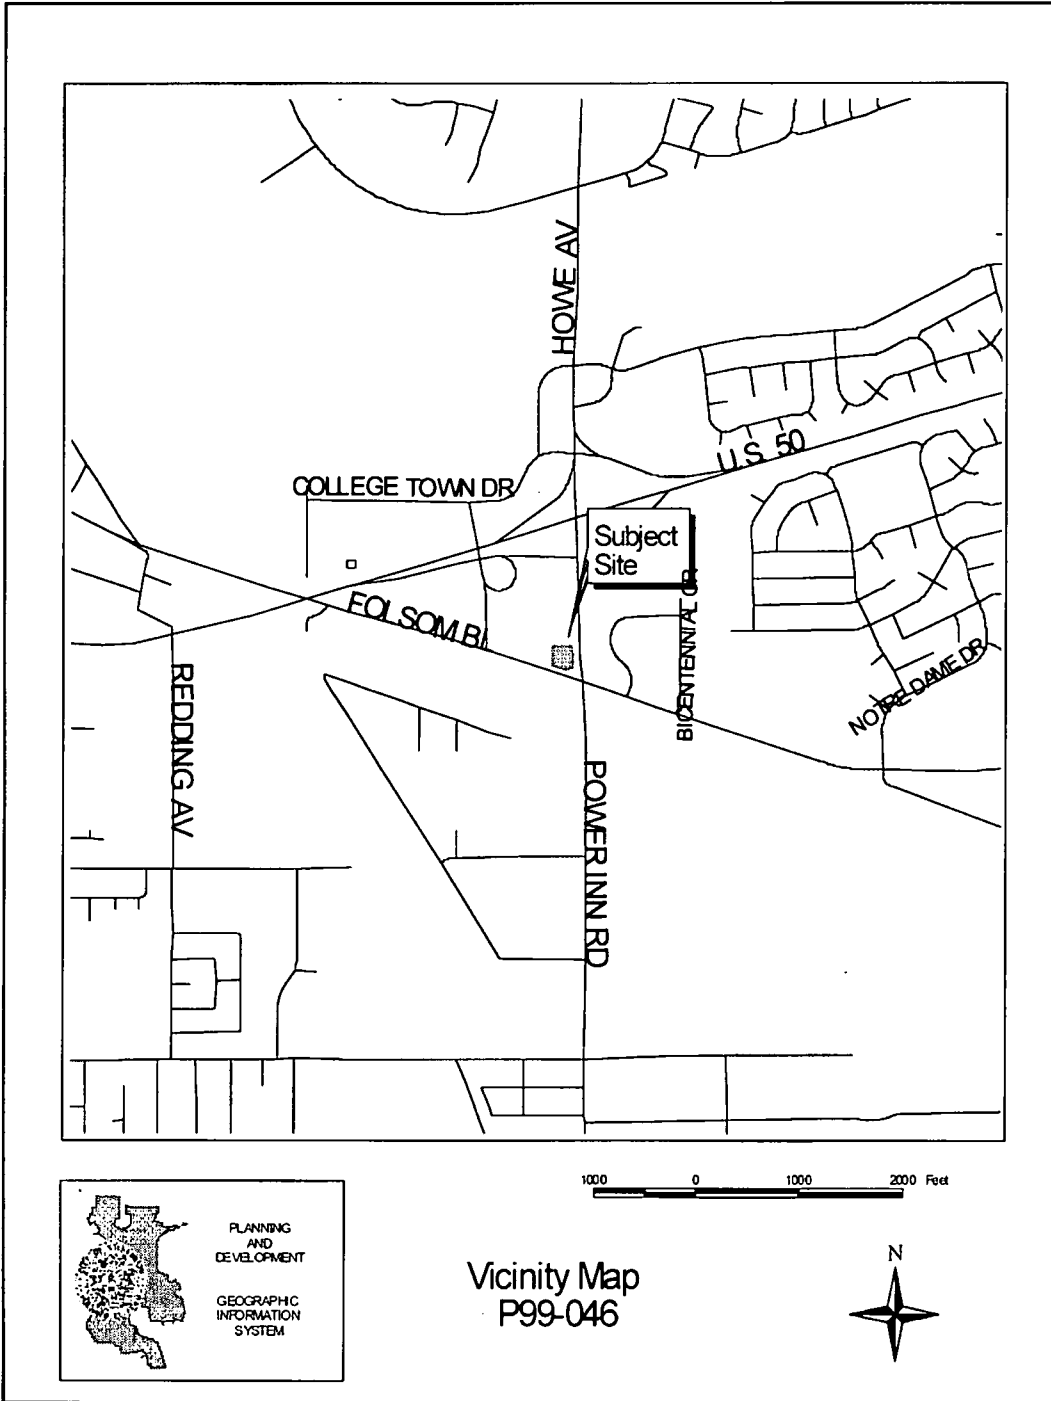 HOWE AV
U.S. 50
COLLEGE TOWN DR
Subject
Site
FOLSOM BL
BICENTENNIAL CR
NOTRE DAME DR
REDDING AV
POWER INN RD
1000 0 1000 2000 Feet
PLANNING
AND
DEVELOPMENT
GEOGRAPHIC
INFORMATION
SYSTEM
Vicinity Map
P99-046
N